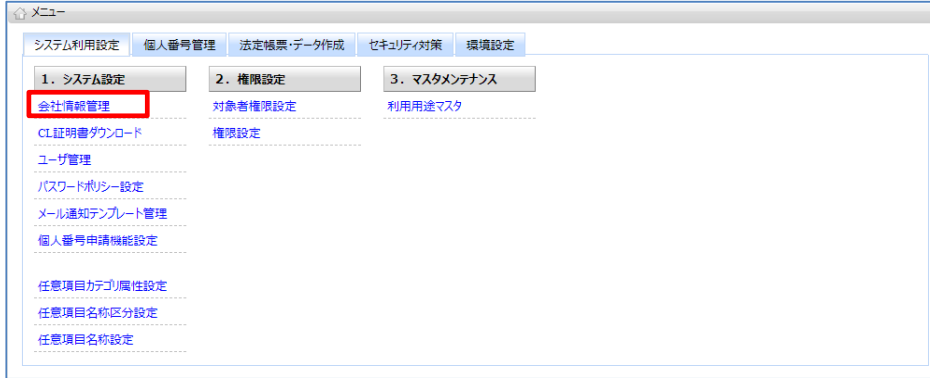 メニュー
システム利用設定 個人番号管理 法定帳票・データ作成 セキュリティ対策 環境設定
1. システム設定 2. 権限設定 3. マスタメンテナンス
会社情報管理 対象者権限設定 利用用途マスタ
CL証明書ダウンロード 権限設定
ユーザ管理
パスワードポリシー設定
メール通知テンプレート管理
個人番号申請機能設定
任意項目カテゴリ属性設定
任意項目名称区分設定
任意項目名称設定